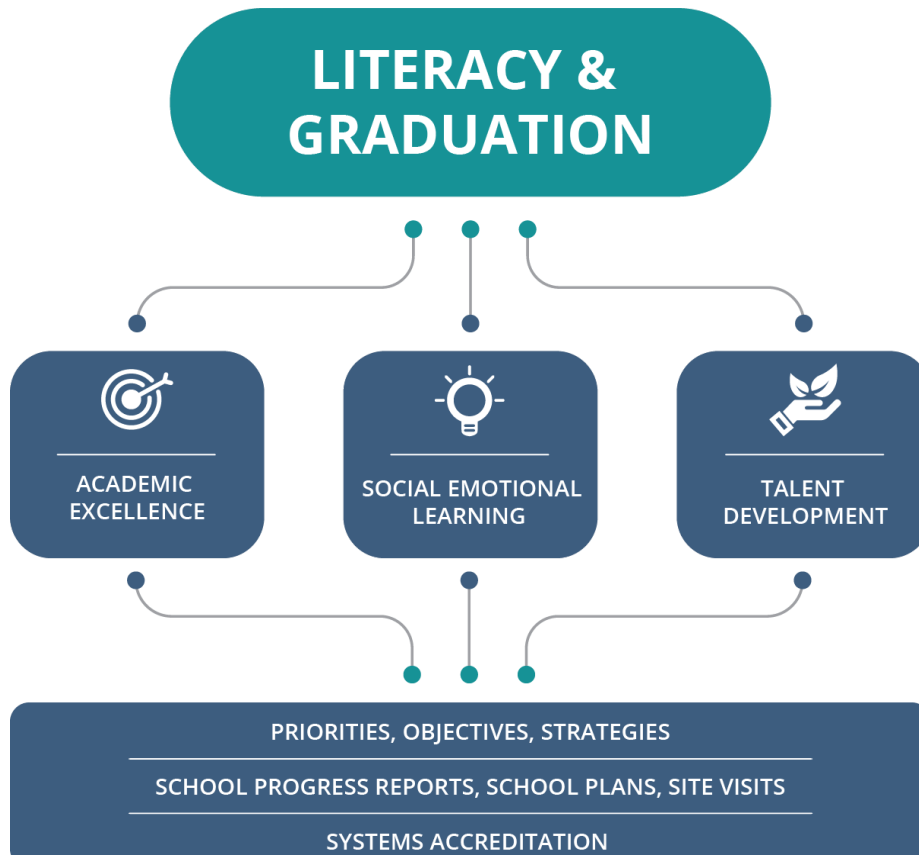 LITERACY &
GRADUATION
ACADEMIC
EXCELLENCE
SOCIAL EMOTIONAL
LEARNING
TALENT
DEVELOPMENT
PRIORITIES, OBJECTIVES, STRATEGIES
SCHOOL PROGRESS REPORTS, SCHOOL PLANS, SITE VISITS
SYSTEMS ACCREDITATION